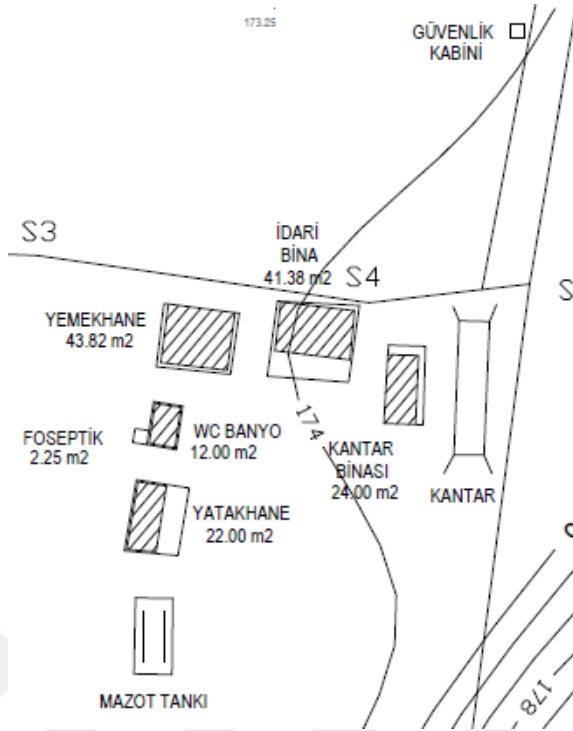 173.25
GÜVENLİK
KABİNİ
S3
İDARİ
BİNA
41.38 m2
S4
S
YEMEKHANE
43.82 m2
174
FOSEPTİK
2.25 m2
WC BANYO
12.00 m2
KANTAR
BİNASI
24.00 m2
KANTAR
YATAKHANE
22.00 m2
178
MAZOT TANKI